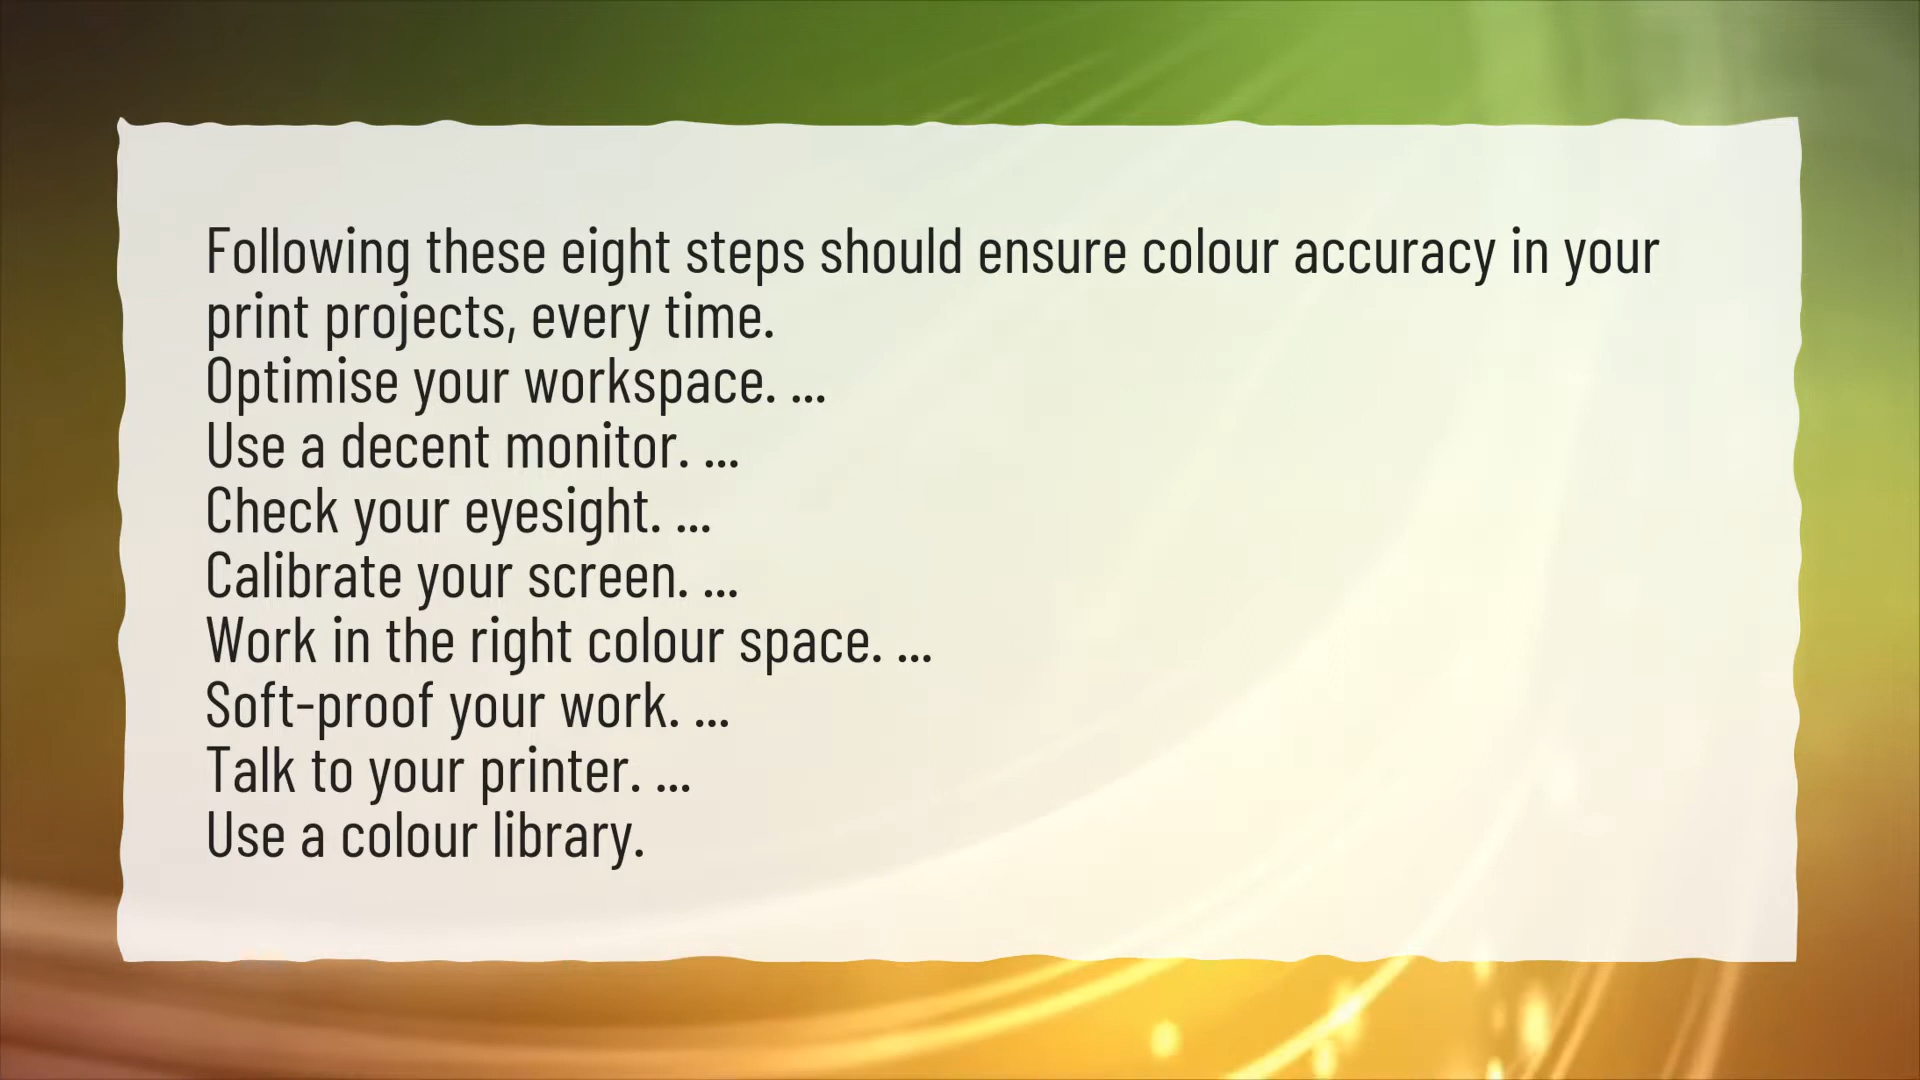 Following these eight steps should ensure colour accuracy in your
print projects, every time.
Optimise your workspace. ...
Use a decent monitor. ...
Check your eyesight. ...
Calibrate your screen. ...
Work in the right colour space. ...
Soft-proof your work. ...
Talk to your printer. ...
Use a colour library.